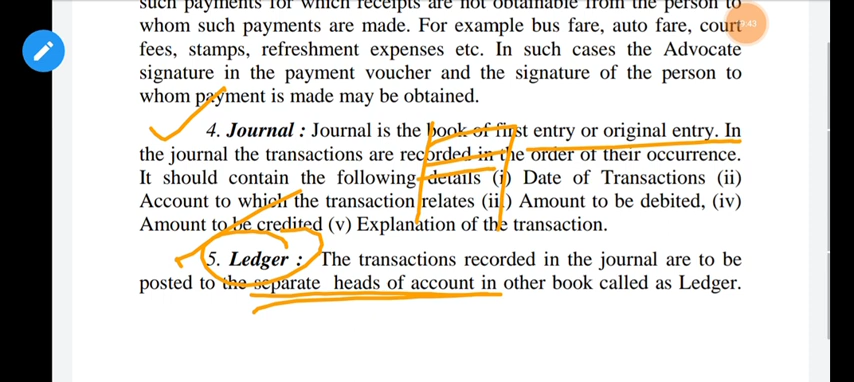 such payments for which receipts are not obtainable from the person to
whom such payments are made. For example bus fare, auto fare, court
fees, stamps, refreshment expenses etc. In such cases the Advocate
signature in the payment voucher and the signature of the person to
whom payment is made may be obtained.
4. Journal : Journal is the book of first entry or original entry. In
the journal the transactions are recorded in the order of their occurrence.
It should contain the following details (i) Date of Transactions (ii)
Account to which the transaction relates (iii) Amount to be debited, (iv)
Amount to be credited (v) Explanation of the transaction.
5. Ledger : The transactions recorded in the journal are to be
posted to the separate heads of account in other book called as Ledger.